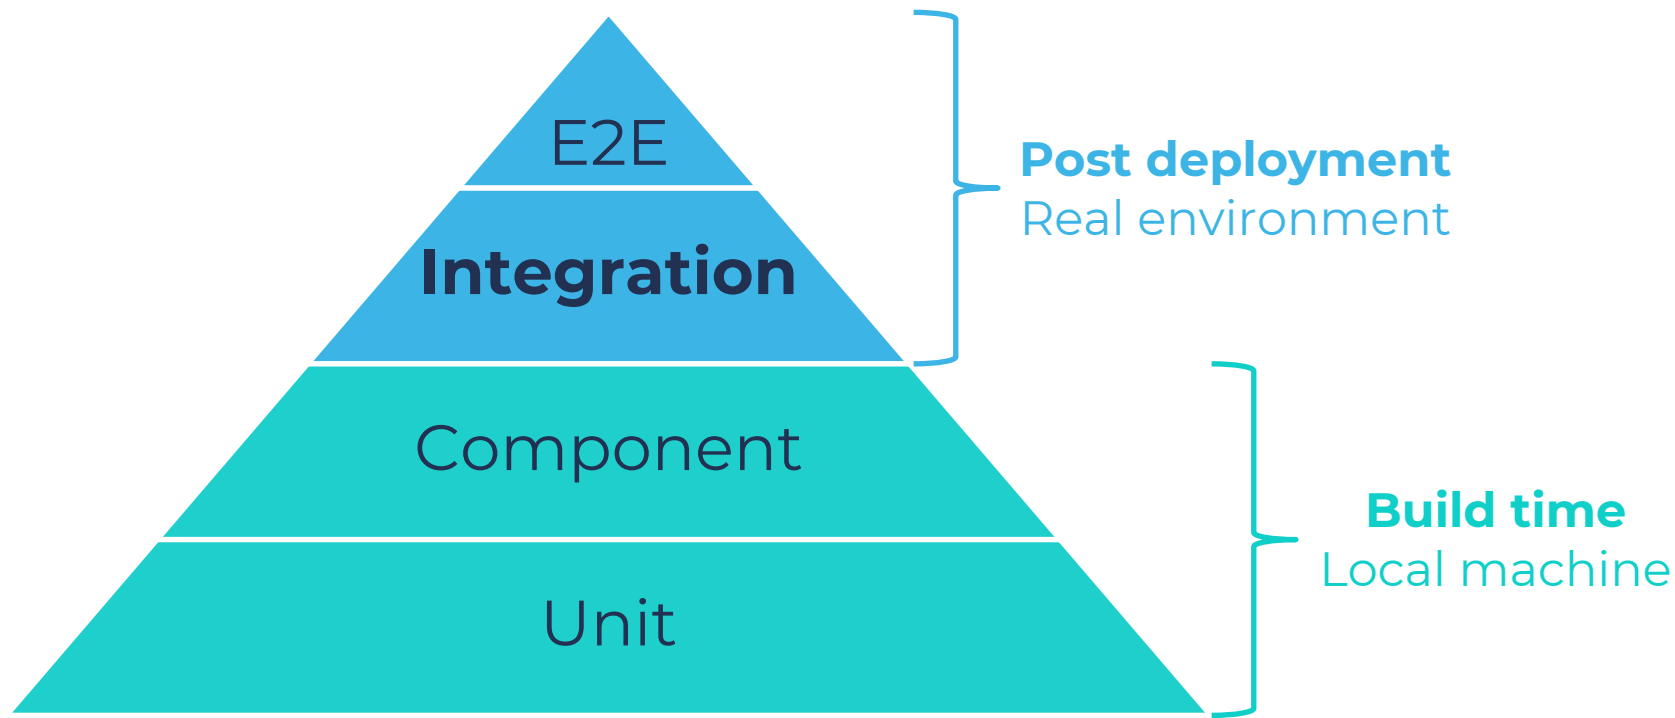 E2E
Integration
Component
Unit
Post deployment
Real environment
Build time
Local machine